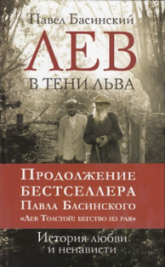 Павел Басинский
ЛЕВ
В ТЕНИ ЛЬВА
ПРОДОЛЖЕНИЕ
БЕСТСЕЛЛЕРА
ПАВЛА БАСИНСКОГО
«ЛЕВ ТОЛСТОЙ: БЕГСТВО ИЗ РАЯ»
История любви
и ненависти